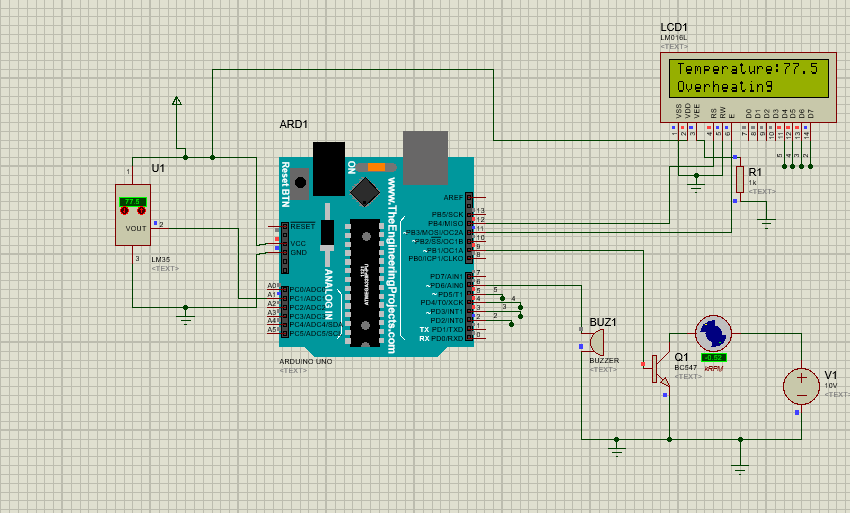 LCD1
LM016L
<TEXT>
Temperature:77.5
Overheating
VSS VDD VEE RS RW E D0 D1 D2 D3 D4 D5 D6 D7
1 2 3 4 5 6 7 8 9 10 11 12 13 14
5 4 3 2
R1
1k
<TEXT>
U1
1
77.5
VOUT
2
3
LM35
<TEXT>
ARD1
Reset BTN
ON
www.TheEngineeringProjects.com
ANALOG IN
ATMEGA328P-PU
RESET
VCC
GND
A0 PC0/ADC0
A1 PC1/ADC1
A2 PC2/ADC2
A3 PC3/ADC3
A4 PC4/ADC4/SDA
A5 PC5/ADC5/SCL
AREF
PB5/SCK 13
PB4/MISO 12
~PB3/MOSI/OC2A 11
~PB2/SS/OC1B 10
~PB1/OC1A 9
PB0/ICP1/CLKO 8
PD7/AIN1 7
~PD6/AIN0 6
~PD5/T1 5 5
PD4/T0/XCK 4 4
~PD3/INT1 3 3
PD2/INT0 2 2
TX PD1/TXD 1
RX PD0/RXD 0
ARDUINO UNO
<TEXT>
BUZ1
BUZZER
<TEXT>
Q1
BC547
<TEXT>
-0.52
kRPM
V1
10V
<TEXT>